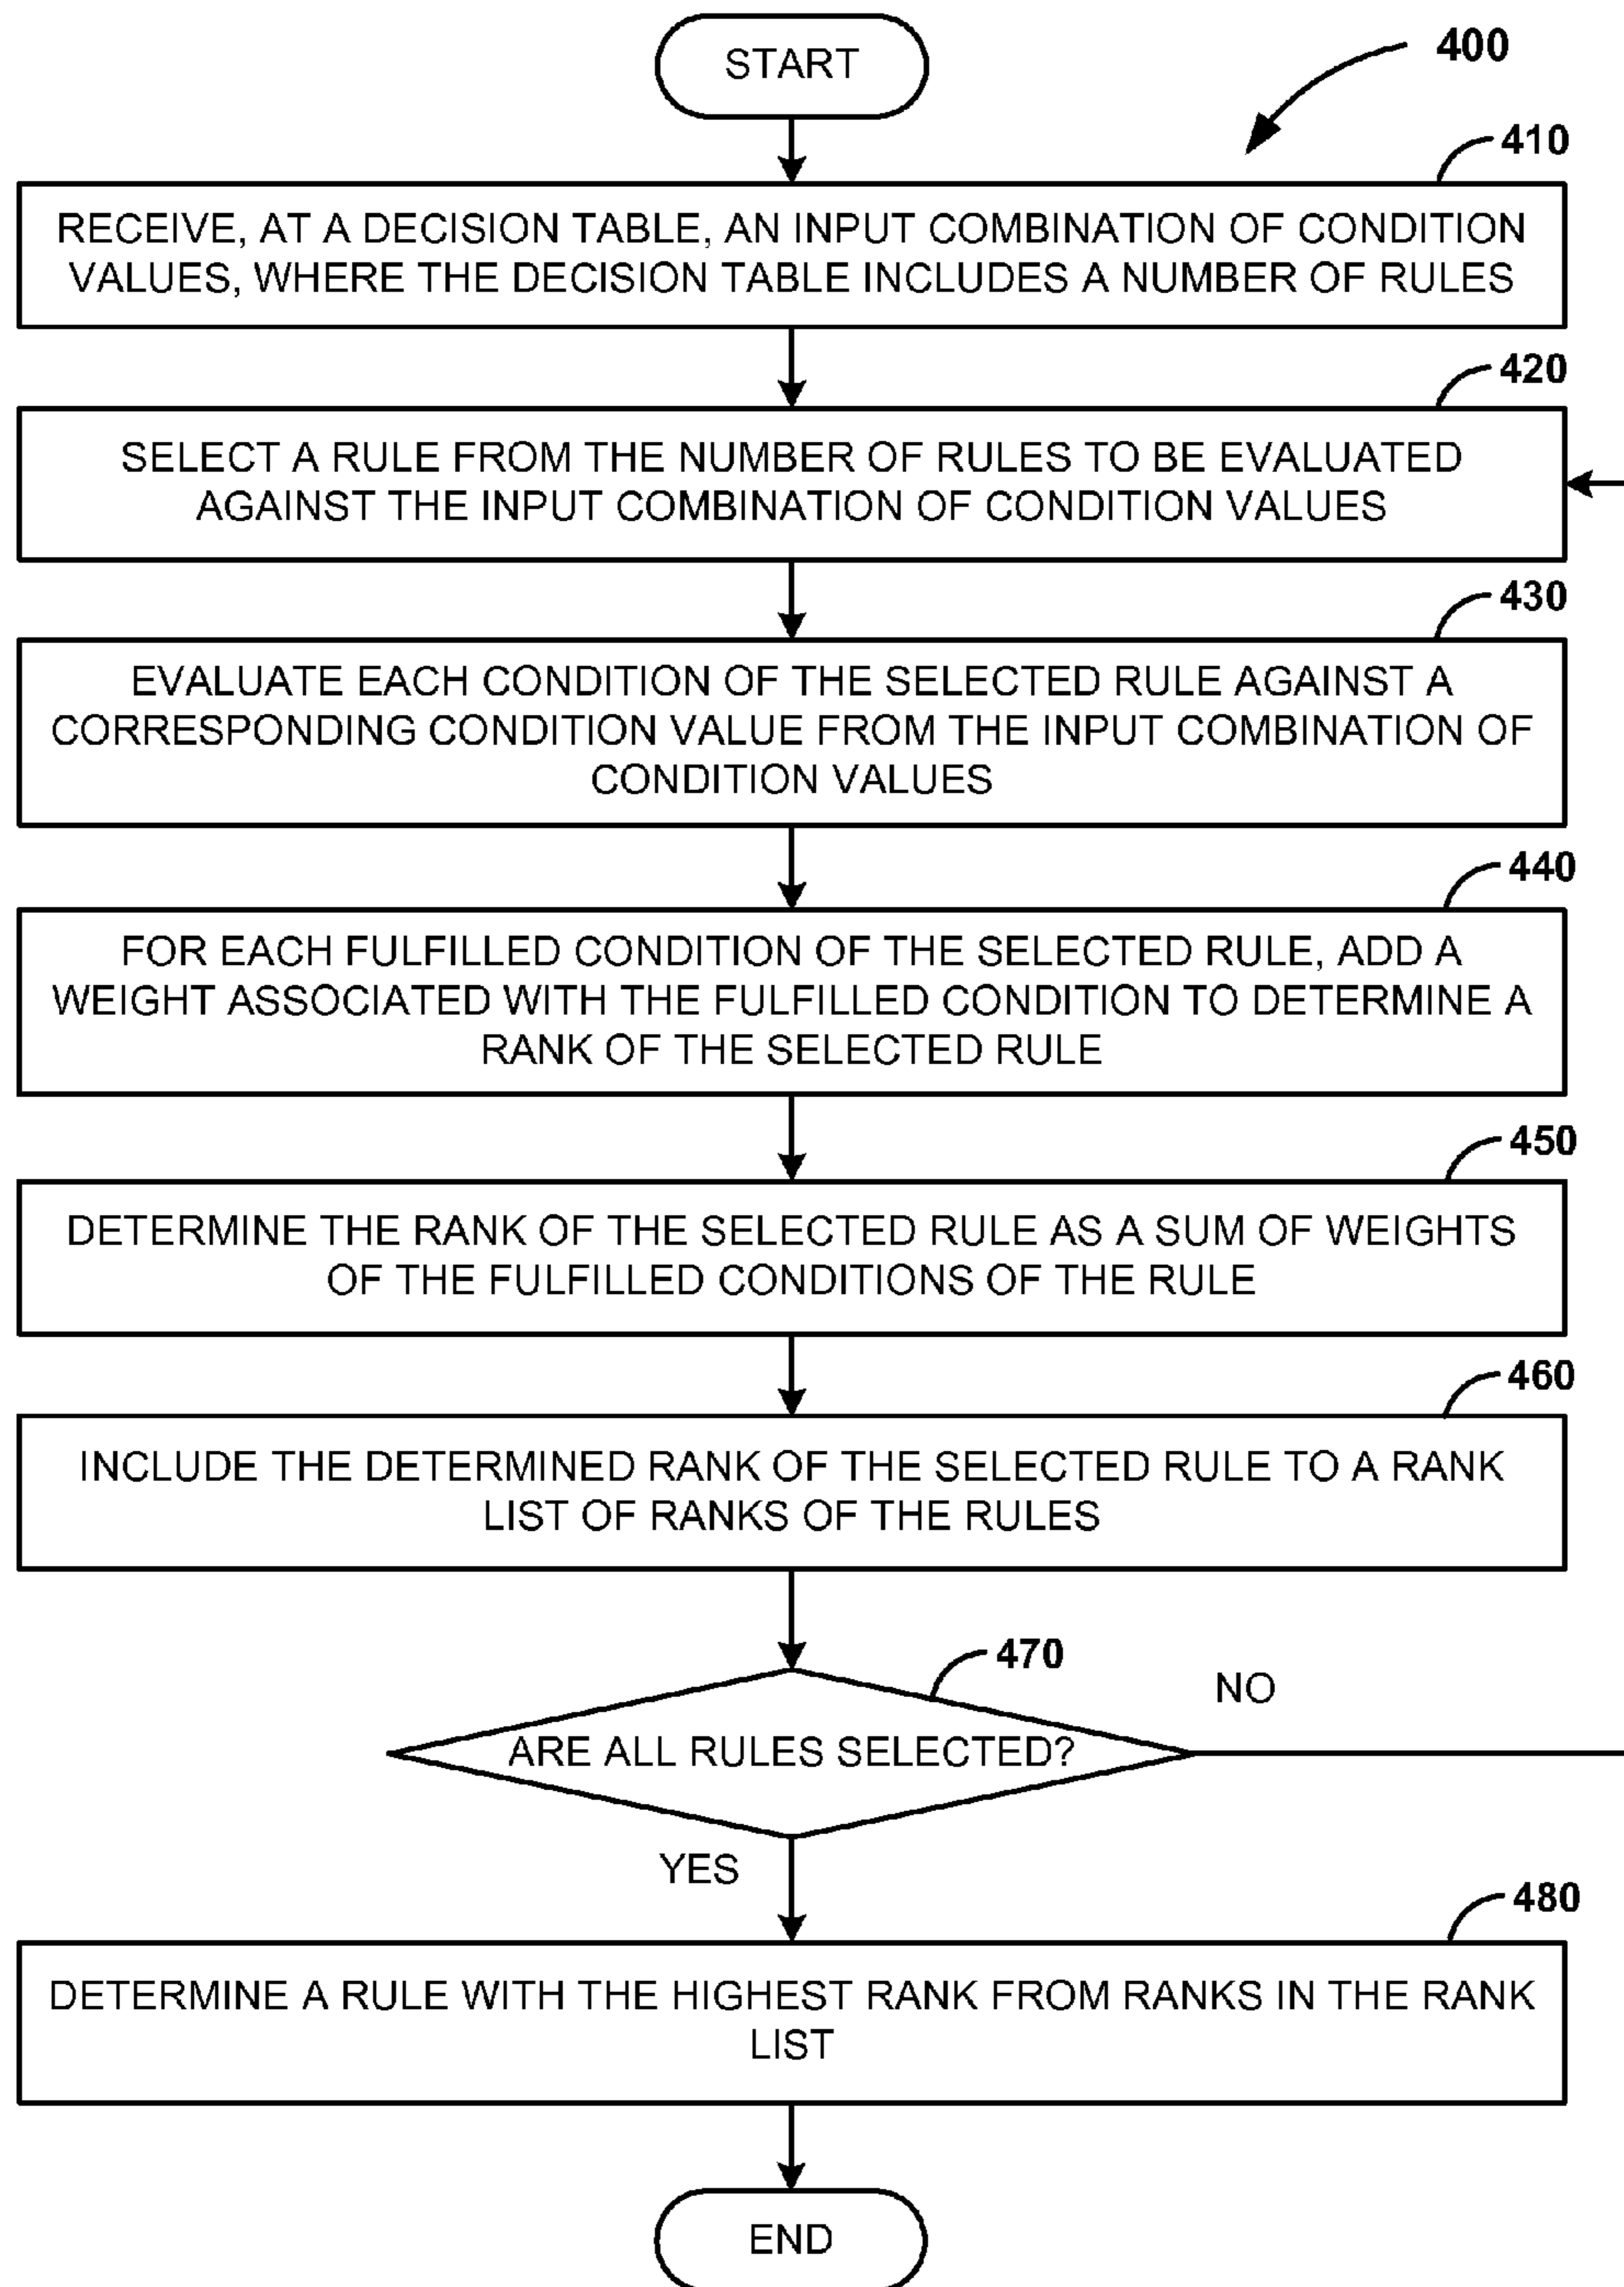 START
400
410
RECEIVE, AT A DECISION TABLE, AN INPUT COMBINATION OF CONDITION
VALUES, WHERE THE DECISION TABLE INCLUDES A NUMBER OF RULES
420
SELECT A RULE FROM THE NUMBER OF RULES TO BE EVALUATED
AGAINST THE INPUT COMBINATION OF CONDITION VALUES
430
EVALUATE EACH CONDITION OF THE SELECTED RULE AGAINST A
CORRESPONDING CONDITION VALUE FROM THE INPUT COMBINATION OF
CONDITION VALUES
440
FOR EACH FULFILLED CONDITION OF THE SELECTED RULE, ADD A
WEIGHT ASSOCIATED WITH THE FULFILLED CONDITION TO DETERMINE A
RANK OF THE SELECTED RULE
450
DETERMINE THE RANK OF THE SELECTED RULE AS A SUM OF WEIGHTS
OF THE FULFILLED CONDITIONS OF THE RULE
460
INCLUDE THE DETERMINED RANK OF THE SELECTED RULE TO A RANK
LIST OF RANKS OF THE RULES
470
NO
ARE ALL RULES SELECTED?
YES
480
DETERMINE A RULE WITH THE HIGHEST RANK FROM RANKS IN THE RANK
LIST
END